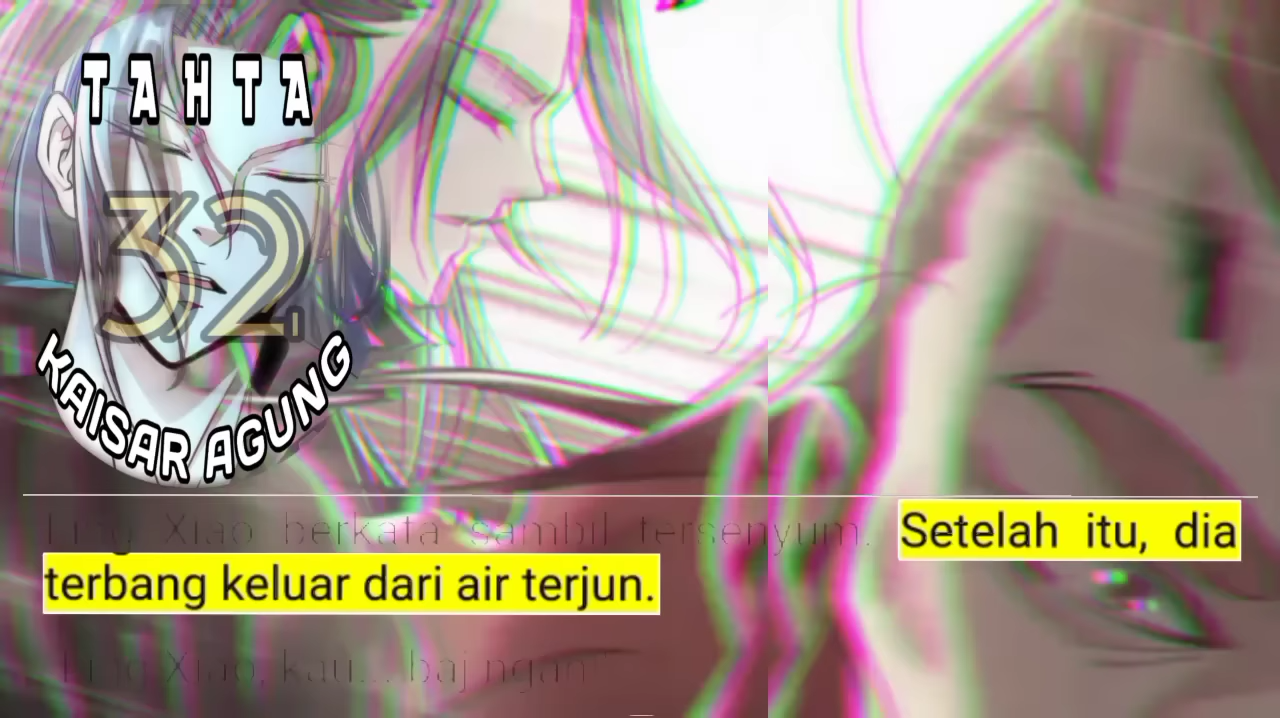 TAHTA
32.
KAISAR AGUNG
Ling Xiao berkata sambil tersenyum. Setelah itu, dia
terbang keluar dari air terjun.
"Ling Xiao, kau... bajingan"